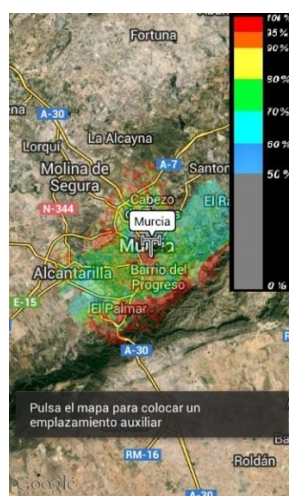 Fortuna
100 %
95 %
90 %
80 %
70 %
60 %
50 %
0 %
A-30
La Alcayna
Lorquí
A-7
Molina de
Segura
Santon
N-344
Cabezo
El R
Murcia
Murcia
Alcantarilla
Barrio del
Progreso
E-15
El Palmar
A-30
Pulsa el mapa para colocar un
emplazamiento auxiliar
Ba
RM-16
Roldán
Google
A-30